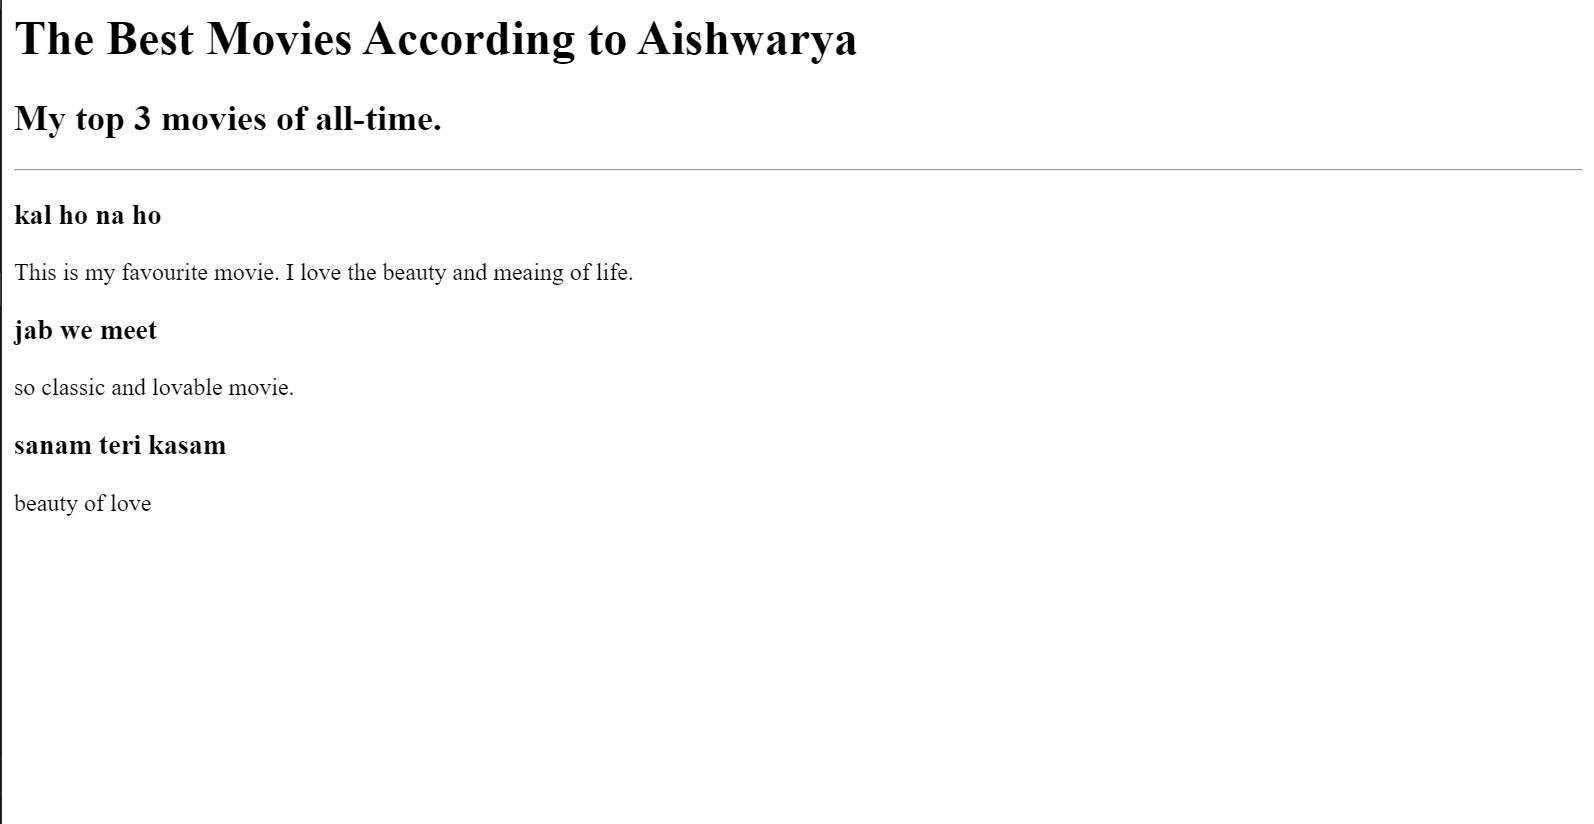 The Best Movies According to Aishwarya
My top 3 movies of all-time.
kal ho na ho
This is my favourite movie. I love the beauty and meaing of life.
jab we meet
so classic and lovable movie.
sanam teri kasam
beauty of love